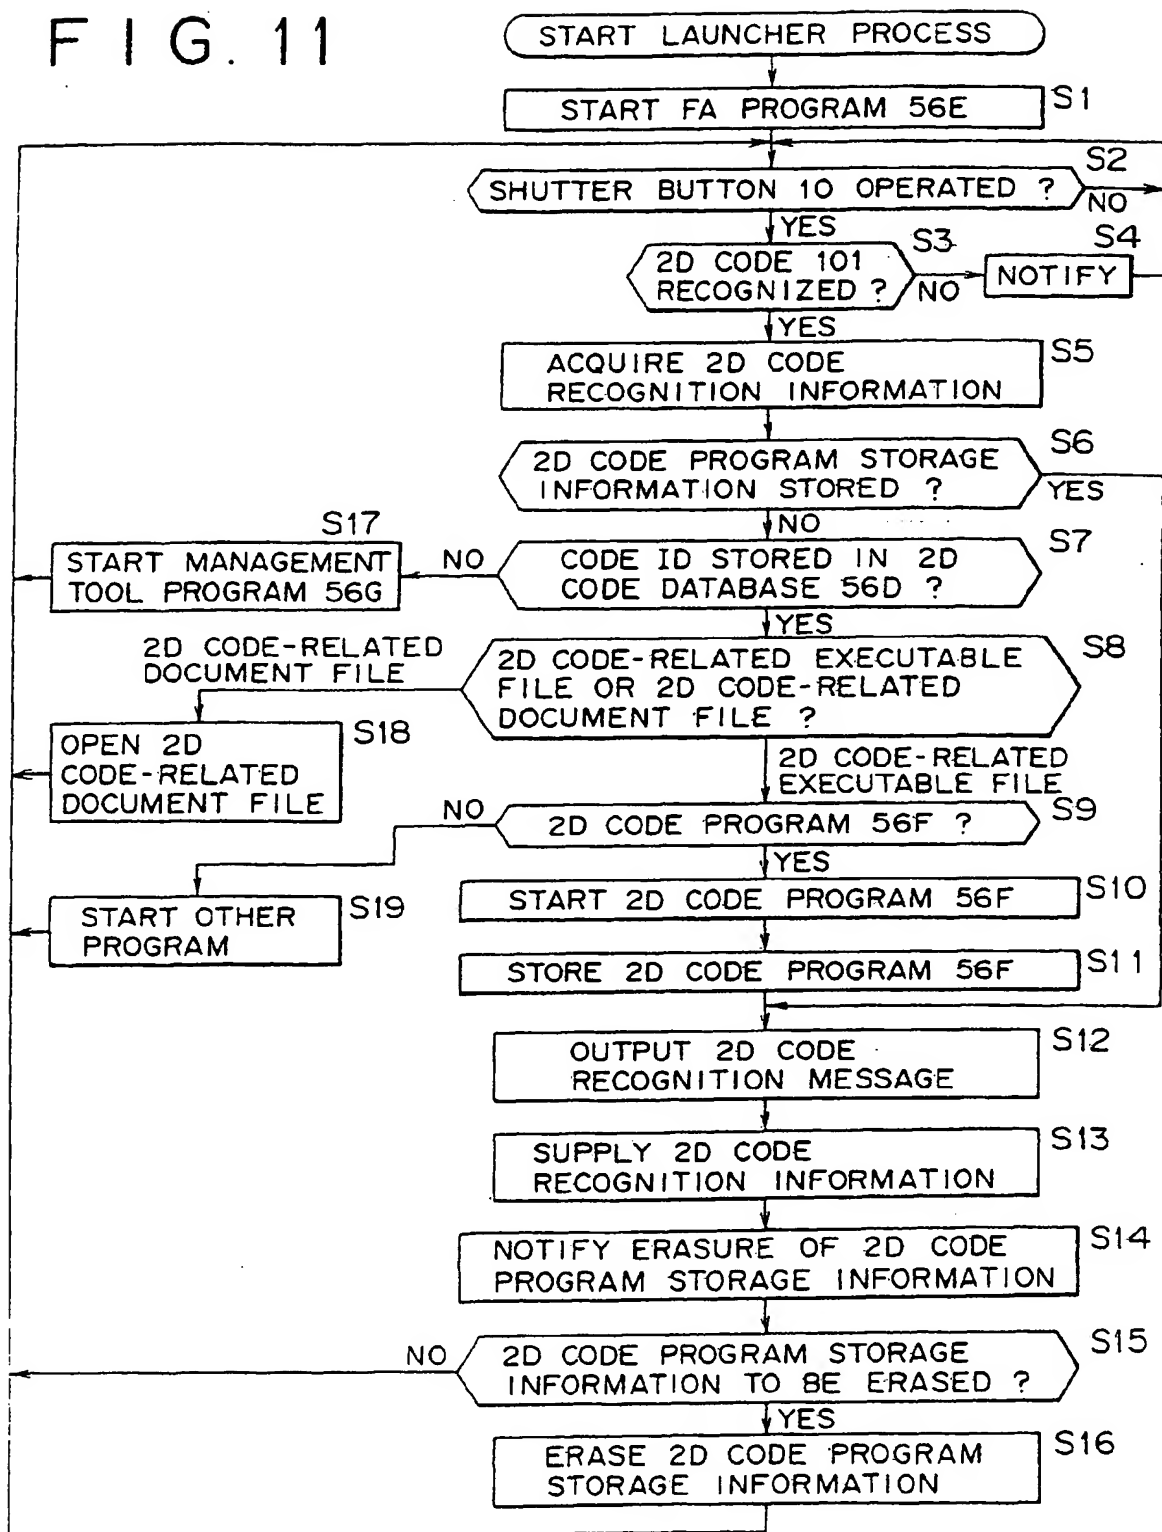 FIG. 11
START LAUNCHER PROCESS
START FA PROGRAM 56E
S1
SHUTTER BUTTON 10 OPERATED ?
S2
NO
YES
2D CODE 101
RECOGNIZED ?
S3
NO
S4
NOTIFY
YES
ACQUIRE 2D CODE
RECOGNITION INFORMATION
S5
2D CODE PROGRAM STORAGE
INFORMATION STORED ?
S6
YES
NO
CODE ID STORED IN 2D
CODE DATABASE 56D ?
S7
NO
S17
START MANAGEMENT
TOOL PROGRAM 56G
YES
2D CODE-RELATED EXECUTABLE
FILE OR 2D CODE-RELATED
DOCUMENT FILE ?
S8
2D CODE-RELATED
DOCUMENT FILE
OPEN 2D
CODE-RELATED
DOCUMENT FILE
S18
2D CODE-RELATED
EXECUTABLE FILE
2D CODE PROGRAM 56F ?
S9
NO
START OTHER
PROGRAM
S19
YES
START 2D CODE PROGRAM 56F
S10
STORE 2D CODE PROGRAM 56F
S11
OUTPUT 2D CODE
RECOGNITION MESSAGE
S12
SUPPLY 2D CODE
RECOGNITION INFORMATION
S13
NOTIFY ERASURE OF 2D CODE
PROGRAM STORAGE INFORMATION
S14
2D CODE PROGRAM STORAGE
INFORMATION TO BE ERASED ?
S15
NO
YES
ERASE 2D CODE PROGRAM
STORAGE INFORMATION
S16